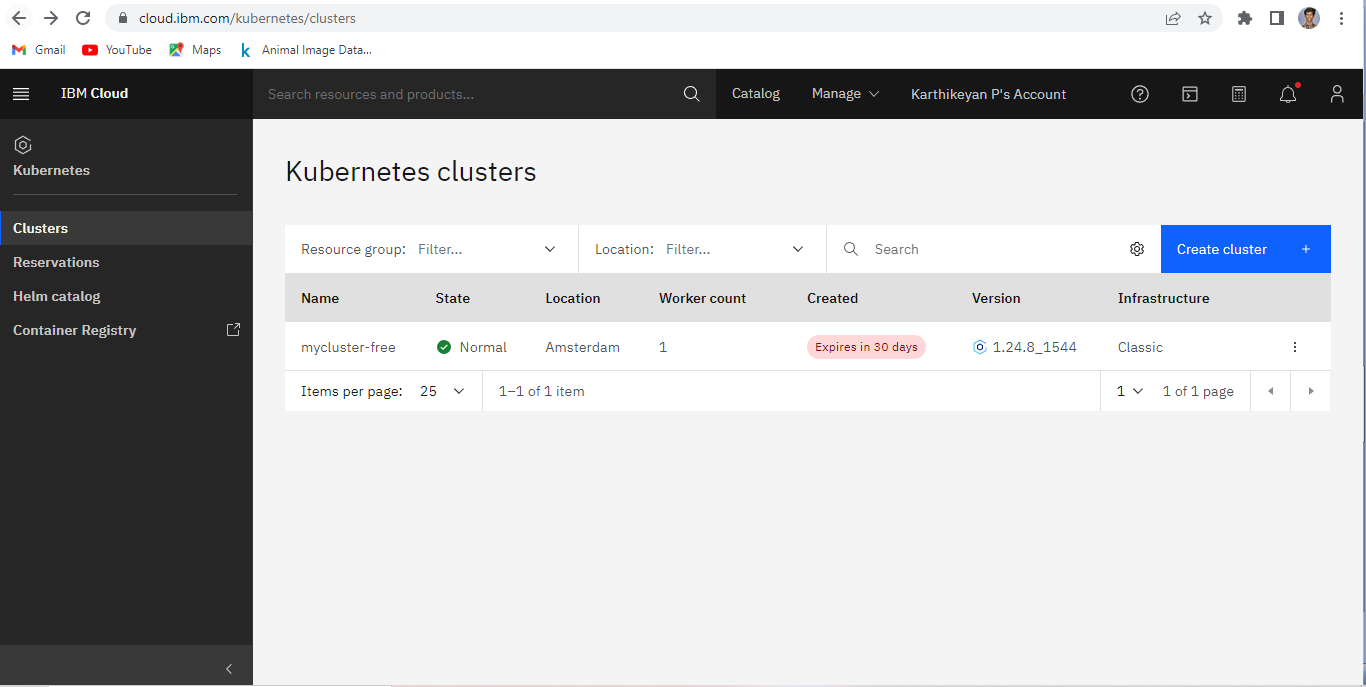 cloud.ibm.com/kubernetes/clusters
Gmail YouTube Maps k Animal Image Data...
IBM Cloud Search resources and products... Catalog Manage Karthikeyan P's Account
Kubernetes
Clusters
Reservations
Helm catalog
Container Registry
Kubernetes clusters
Resource group: Filter... Location: Filter... Search Create cluster +
Name State Location Worker count Created Version Infrastructure
mycluster-free Normal Amsterdam 1 Expires in 30 days 1.24.8_1544 Classic
Items per page: 25 1–1 of 1 item 1 1 of 1 page